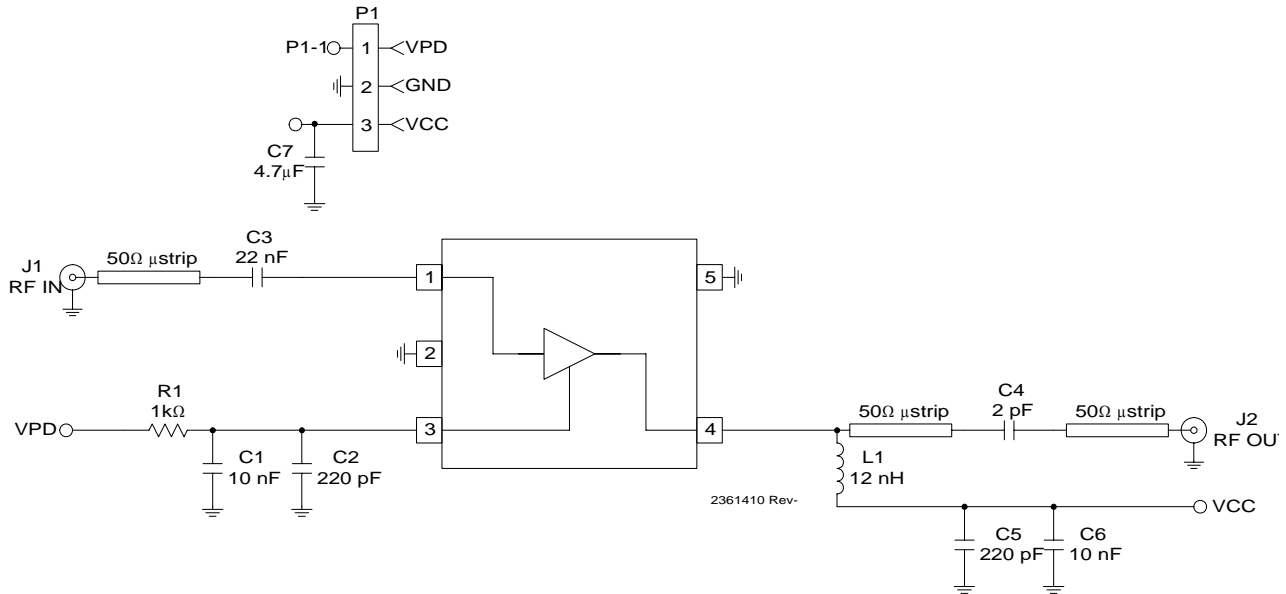 P1
P1-1
1
VPD
2
GND
3
VCC
C7
4.7µF
J1
RF IN
50Ω µstrip
C3
22 nF
1
5
2
R1
1kΩ
VPD
3
C1
10 nF
C2
220 pF
4
50Ω µstrip
C4
2 pF
50Ω µstrip
J2
RF OUT
L1
12 nH
2361410 Rev-
VCC
C5
220 pF
C6
10 nF